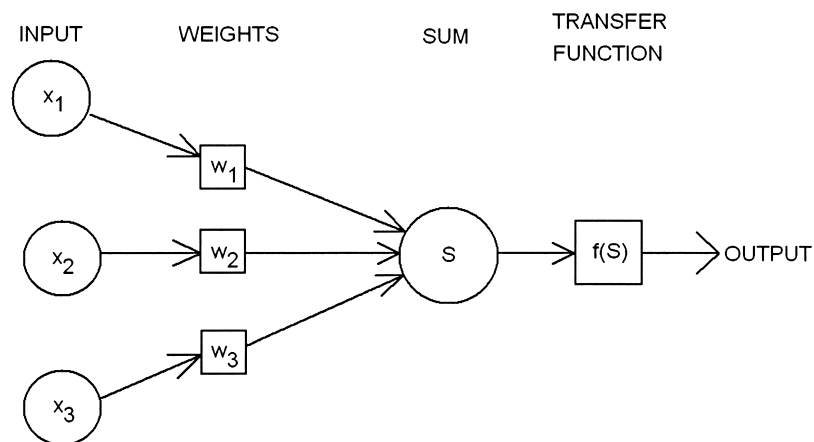 INPUT
WEIGHTS
SUM
TRANSFER
FUNCTION
x1
w1
x2
w2
S
f(S)
OUTPUT
w3
x3